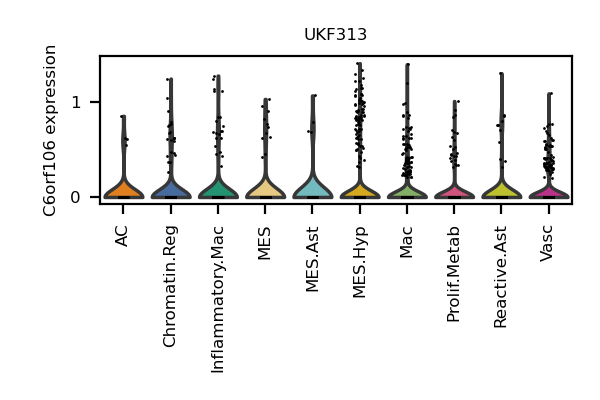 UKF313
C6orf106 expression
1
0
AC
Chromatin.Reg
Inflammatory.Mac
MES
MES.Ast
MES.Hyp
Mac
Prolif.Metab
Reactive.Ast
Vasc